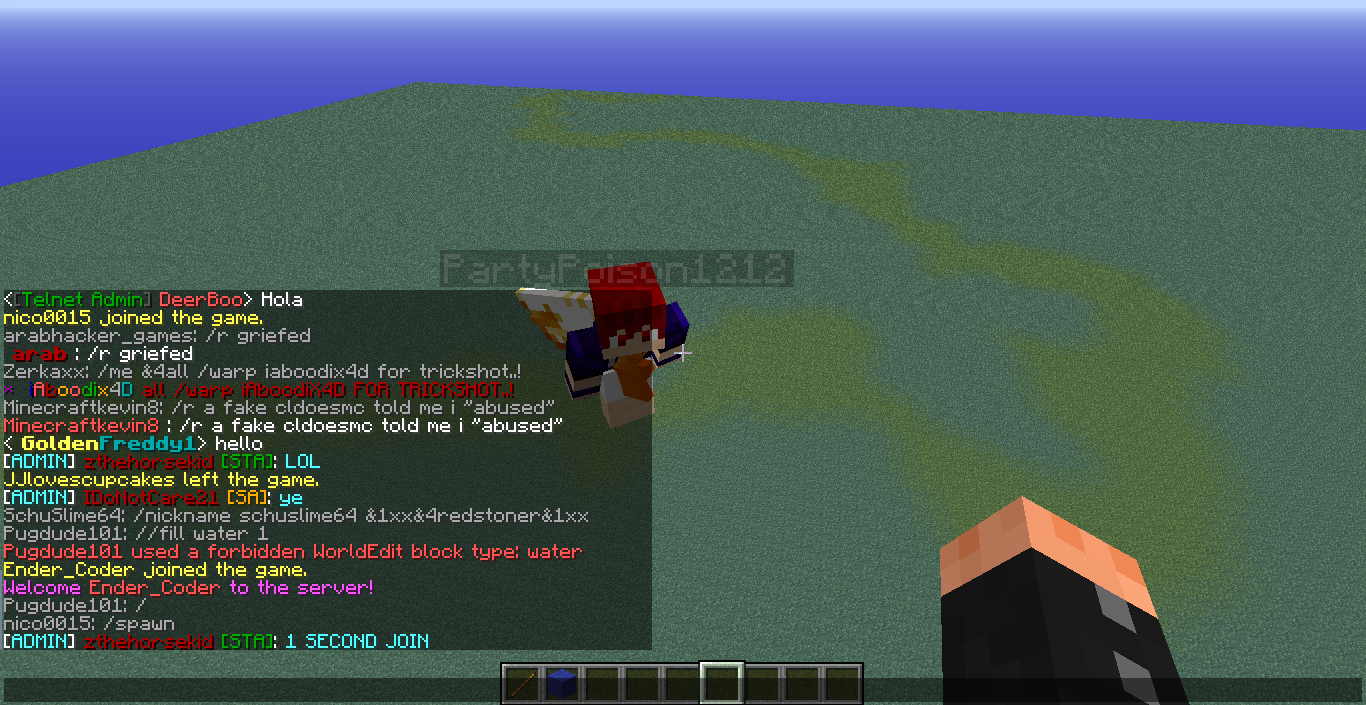 PartyPoison1212
<[Telnet Admin] DeerBoo> Hola
nico0015 joined the game.
arabhacker_games: /r griefed
arab : /r griefed
Zerkaxx: /me &4all /warp iaboodix4d for trickshot..!
* (Aboodix4D all /warp iAboodiX4D FOR TRICKSHOT..!
Minecraftkevin8: /r a fake cldoesmc told me i "abused"
Minecraftkevin8 : /r a fake cldoesmc told me i "abused"
< GoldenFreddy1> hello
[ADMIN] zthehorsekid [STA]: LOL
JJlovescupcakes left the game.
[ADMIN] IDoNotCare21 [SA]: ye
SchuSlime64: /nickname schuslime64 &1xx&4redstoner&1xx
Pugdude101: //fill water 1
Pugdude101 used a forbidden WorldEdit block type: water
Ender_Coder joined the game.
Welcome Ender_Coder to the server!
Pugdude101: /
nico0015: /spawn
[ADMIN] zthehorsekid [STA]: 1 SECOND JOIN